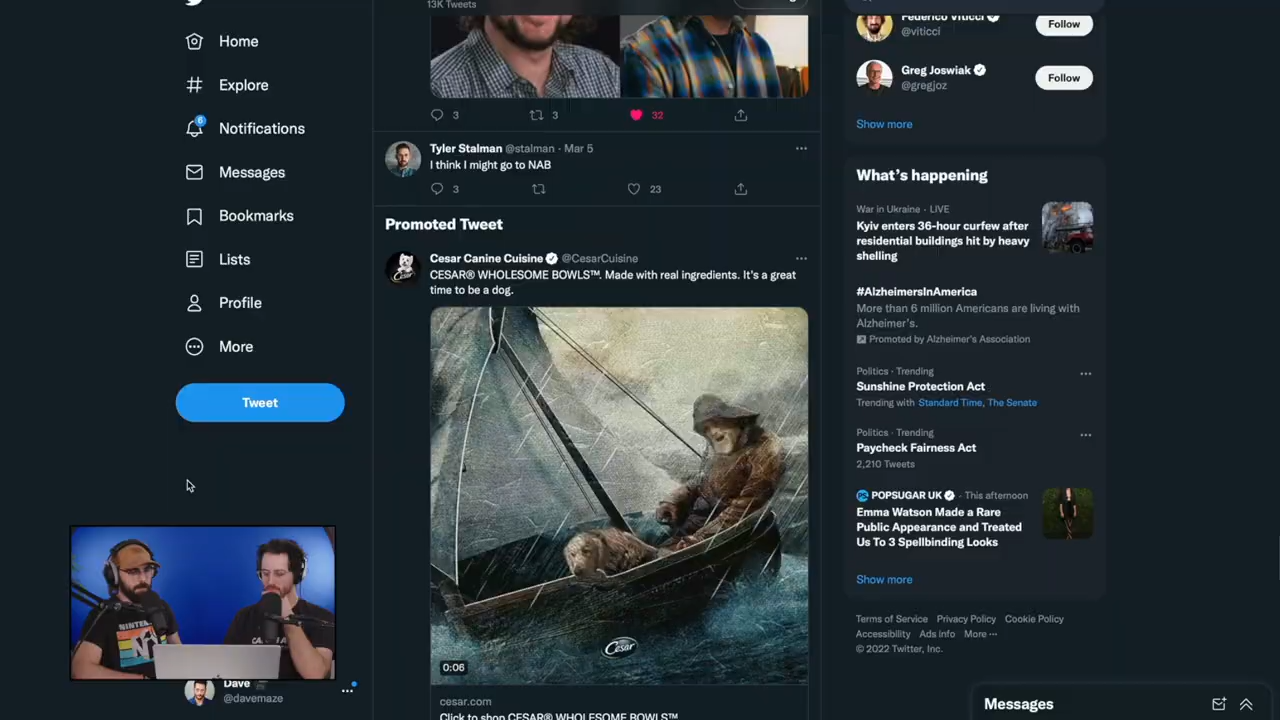 Home
Explore
6
Notifications
Messages
Bookmarks
Lists
Profile
More
Tweet
Dave
@davemaze
13K Tweets
3
3
32
Tyler Stalman @stalman · Mar 5
I think I might go to NAB
3
23
Promoted Tweet
Cesar Canine Cuisine @CesarCuisine
CESAR® WHOLESOME BOWLS™. Made with real ingredients. It's a great
time to be a dog.
Cesar
0:06
cesar.com
Click to shop CESAR® WHOLESOME BOWLS™
Federico Viticci
@viticci
Follow
Greg Joswiak
@gregjoz
Follow
Show more
What's happening
War in Ukraine · LIVE
Kyiv enters 36-hour curfew after
residential buildings hit by heavy
shelling
#AlzheimersInAmerica
More than 6 million Americans are living with
Alzheimer's.
Promoted by Alzheimer's Association
Politics · Trending
Sunshine Protection Act
Trending with Standard Time, The Senate
Politics · Trending
Paycheck Fairness Act
2,210 Tweets
POPSUGAR UK · This afternoon
Emma Watson Made a Rare
Public Appearance and Treated
Us To 3 Spellbinding Looks
Show more
Terms of Service Privacy Policy Cookie Policy
Accessibility Ads info More ···
© 2022 Twitter, Inc.
Messages